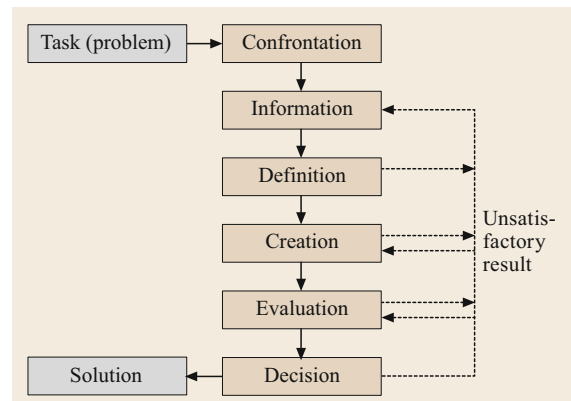 Task (problem)
Confrontation
Information
Definition
Creation
Unsatis-
factory
result
Evaluation
Solution
Decision